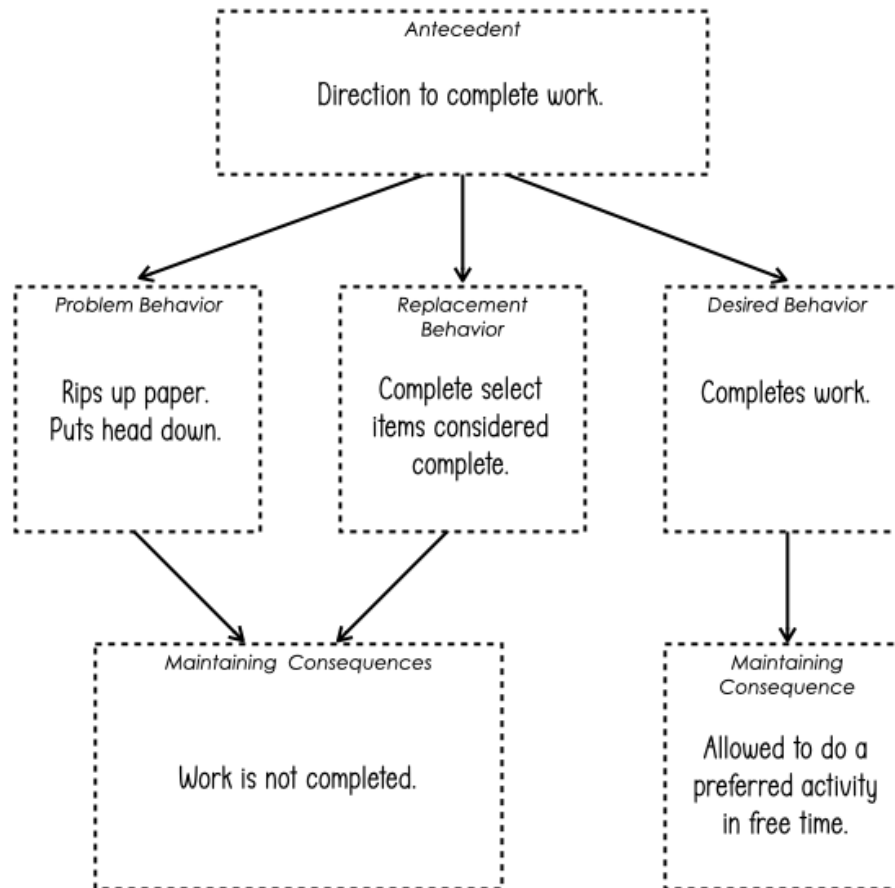 Antecedent
Direction to complete work.
Problem Behavior
Rips up paper.
Puts head down.
Replacement
Behavior
Complete select
items considered
complete.
Desired Behavior
Completes work.
Maintaining Consequences
Work is not completed.
Maintaining
Consequence
Allowed to do a
preferred activity
in free time.